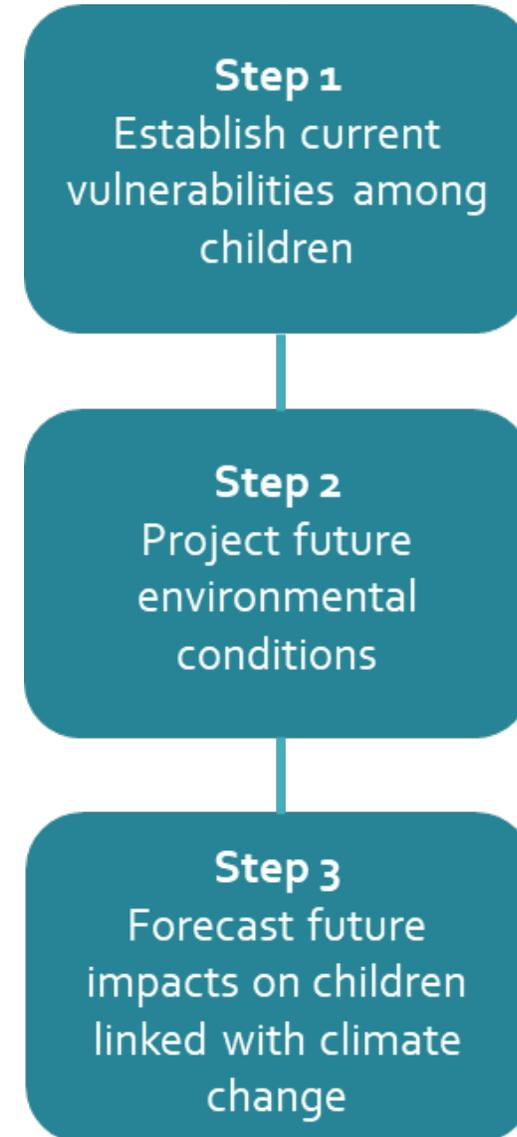 Step 1
Establish current
vulnerabilities among
children
Step 2
Project future
environmental
conditions
Step 3
Forecast future
impacts on children
linked with climate
change